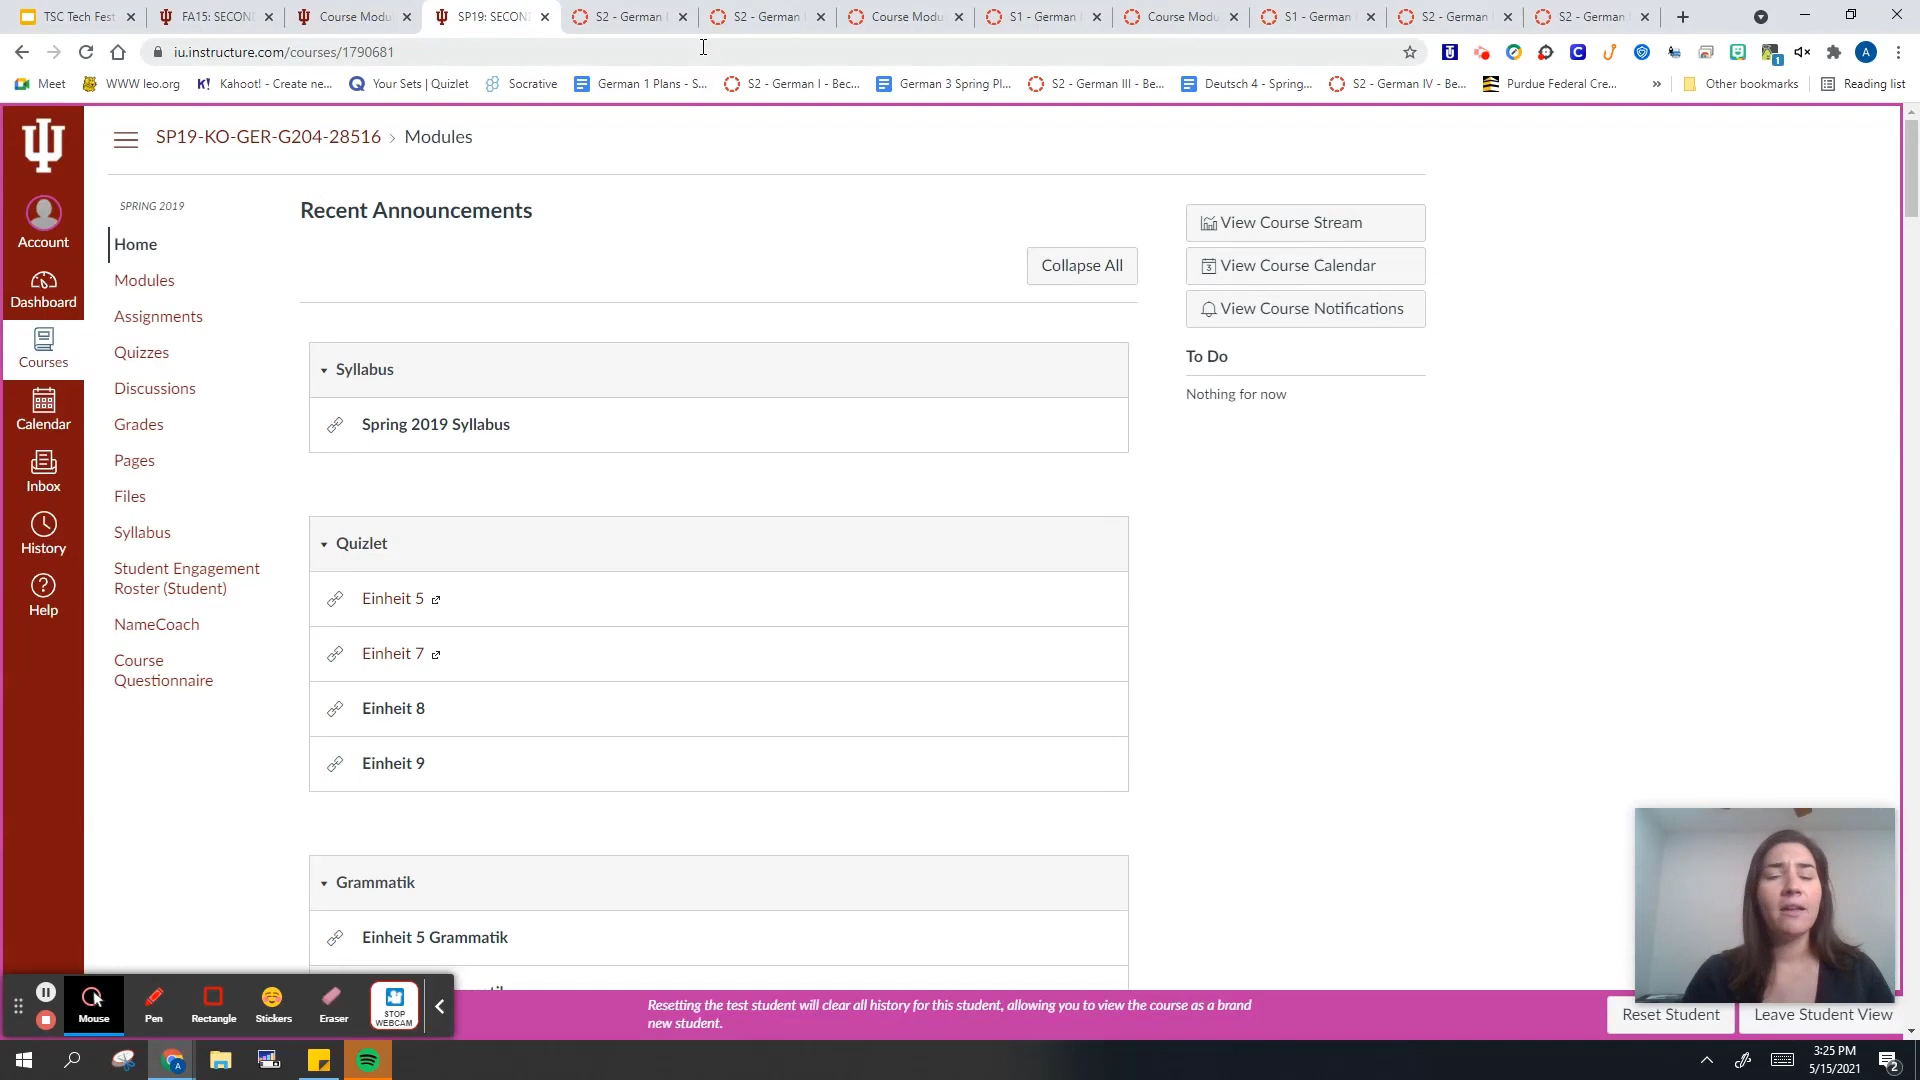 TSC Tech Fest
FA15: SECON
Course Modu
SP19: SECON
S2 - German
S2 - German
Course Modu
S1 - German
Course Modu
S1 - German
S2 - German
S2 - German
iu.instructure.com/courses/1790681
Meet
WWW leo.org
Kahoot! - Create ne...
Your Sets | Quizlet
Socrative
German 1 Plans - S...
S2 - German I - Bec...
German 3 Spring Pl...
S2 - German III - Be...
Deutsch 4 - Spring...
S2 - German IV - Be...
Purdue Federal Cre...
»
Other bookmarks
Reading list
SP19-KO-GER-G204-28516 › Modules
Account
Dashboard
Courses
Calendar
Inbox
History
Help
SPRING 2019
Home
Modules
Assignments
Quizzes
Discussions
Grades
Pages
Files
Syllabus
Student Engagement
Roster (Student)
NameCoach
Course
Questionnaire
Recent Announcements
Collapse All
Syllabus
Spring 2019 Syllabus
Quizlet
Einheit 5
Einheit 7
Einheit 8
Einheit 9
Grammatik
Einheit 5 Grammatik
View Course Stream
View Course Calendar
View Course Notifications
To Do
Nothing for now
Mouse
Pen
Rectangle
Stickers
Eraser
STOP
WEBCAM
Resetting the test student will clear all history for this student, allowing you to view the course as a brand
new student.
Reset Student
Leave Student View
3:25 PM
5/15/2021
2